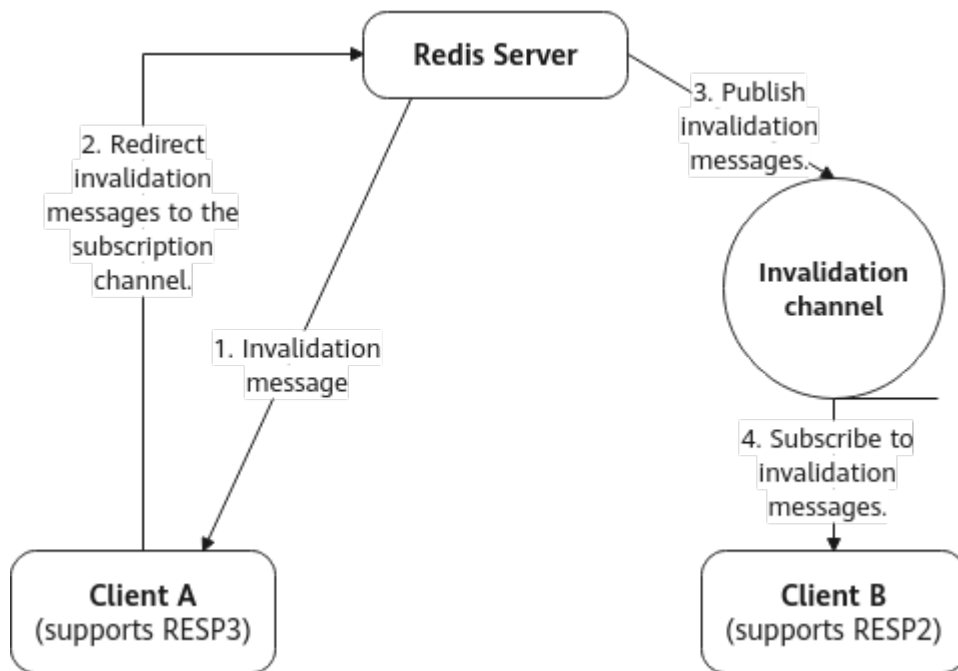 Redis Server
3. Publish
invalidation
messages.
2. Redirect
invalidation
messages to the
subscription
channel.
Invalidation
channel
1. Invalidation
message
4. Subscribe to
invalidation
messages.
Client A
(supports RESP3)
Client B
(supports RESP2)